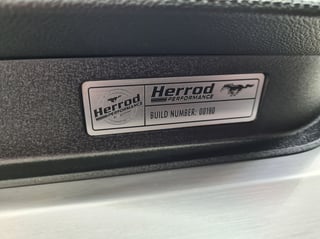 Herrod
PERFORMANCE
Herrod
PERFORMANCE
BUILD NUMBER: 00180